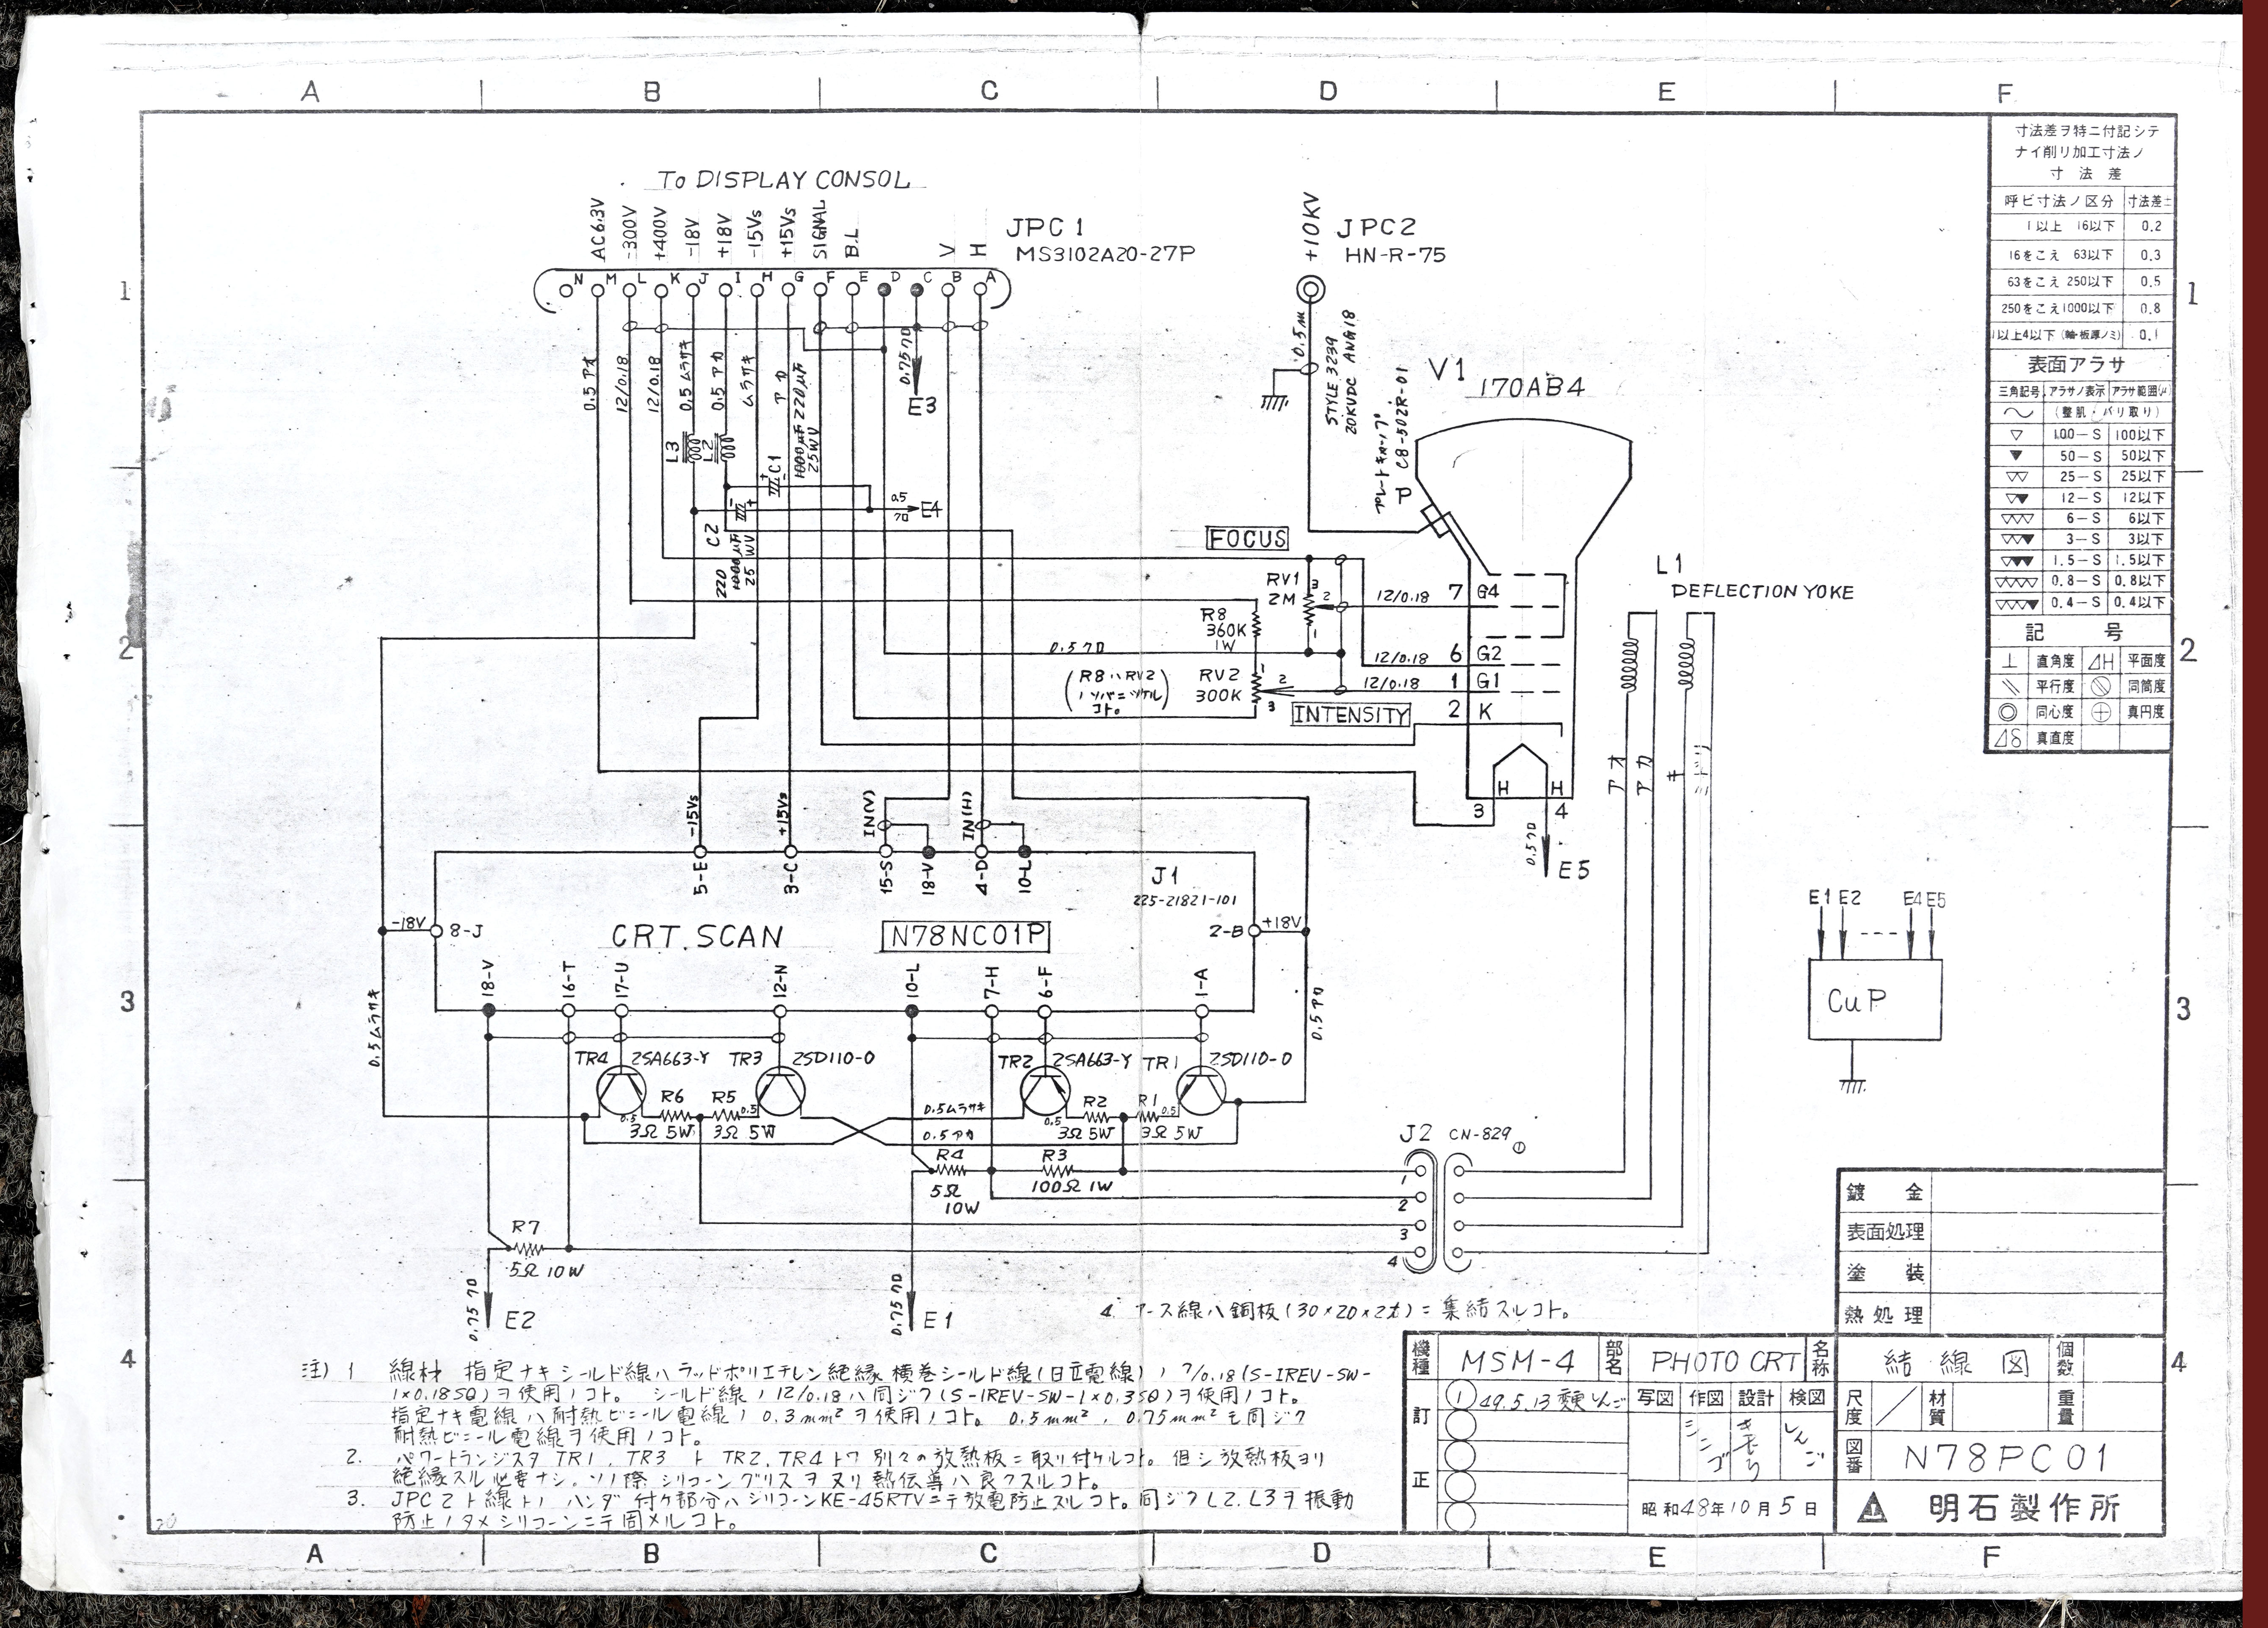 A B C D E F
寸法差ヲ特ニ付記シテ
ナイ削リ加工寸法ノ
寸 法 差
呼ビ寸法ノ区分 寸法差±
1以上 16以下 0.2
16をこえ 63以下 0.3
63をこえ 250以下 0.5
250をこえ1000以下 0.8
0.1
表面アラサ
三角記号 アラサノ表示 アラサ範囲(μ)
(整肌・バリ取り)
▽ 100-S 100以下
▼ 50-S 50以下
▽▽ 25-S 25以下
▽▼ 12-S 12以下
▽▽▽ 6-S 6以下
▽▽▼ 3-S 3以下
▽▼▼ 1.5-S 1.5以下
▽▽▽▽ 0.8-S 0.8以下
▽▽▽▼ 0.4-S 0.4以下
記 号
⊥ 直角度 ⊿H 平面度
平行度 同筒度
◎ 同心度 ⊕ 真円度
⊿δ 真直度
To DISPLAY CONSOL
AC6.3V
-300V
+400V
-18V
+18V
-15Vs
+15Vs
SIGNAL
B.L
V
H
JPC1
MS3102A20-27P
N M L K J I H G F E D C B A
+10KV
JPC2
HN-R-75
0.5m
STYLE 3239
20KVDC ANG18
プレートキャップ
C8-502R-01
P
V1
170AB4
0.5アオ
12/0.18
12/0.18
0.5ムラサキ
0.5アカ
ムラサキ
アカ
1000μF 220μF
25WV
0.75クロ
E3
L3
L2
C1
0.5
クロ
E4
C2
220
1000μF
25WV
FOCUS
RV1
2M
3
2
1
12/0.18 7 G4
R8
360K
1W
0.5クロ
12/0.18 6 G2
(R8ハRV2
ノソバニツケル
コト。)
RV2
300K
1
2
3
12/0.18 1 G1
INTENSITY
2 K
H H
3 4
0.5クロ
E5
L1
DEFLECTION YOKE
アオ
アカ
キ
ミドリ
-15Vs
+15Vs
IN(V)
IN(H)
5-E
3-C
15-S
18-V
4-D
10-L
J1
225-21821-101
-18V
8-J
CRT. SCAN
N78NC01P
2-B
+18V
18-V
16-T
17-U
12-N
10-L
7-H
6-F
1-A
0.5ムラサキ
0.5アカ
TR4 2SA663-Y
TR3 2SD110-O
TR2 2SA663-Y
TR1 2SD110-O
R6
R5
R2
R1
0.5
0.5
0.5
0.5
3Ω 5W
3Ω 5W
3Ω 5W
3Ω 5W
0.5ムラサキ
0.5アカ
R4
5Ω
10W
R3
100Ω 1W
R7
5Ω 10W
J2 CN-829
①
1
2
3
4
0.75クロ
E2
0.75クロ
E1
E1 E2 E4 E5
CuP
4. アース線ハ銅板(30×20×2t)ニ集結スルコト。
注) 1 線材 指定ナキシールド線ハラッドポリエチレン絶縁横巻シールド線(日立電線)ノ7/0.18(S-IREV-SW-
1×0.18SQ)ヲ使用ノコト。 シールド線ノ12/0.18ハ同ジク(S-IREV-SW-1×0.3SQ)ヲ使用ノコト。
指定ナキ電線ハ耐熱ビニール電線ノ0.3mm²ヲ使用ノコト。 0.5mm², 0.75mm²モ同ジク
耐熱ビニール電線ヲ使用ノコト。
2. パワートランジスタTR1, TR3 ト TR2, TR4トワ別々の放熱板ニ取リ付ケルコト。但シ放熱板ヨリ
絶縁スル必要ナシ。ソノ際シリコーングリスヲヌリ熱伝導ハ良クスルコト。
3. JPC2ト線トノハンダ付ケ部分ハシリコーンKE-45RTVニテ放電防止スルコト。同ジクL2, L3ヲ振動
防止ノタメシリコーンニテ固メルコト。
鍍 金
表面処理
塗 装
熱処理
機種 MSM-4 部名 PHOTO CRT 名称 結線図 個数
訂正 ① 49.5.13 変更 しんご
写図 作図 設計 検図
シンゴ
しんご
尺度 材質 重量
図番 N78PC01
昭和48年10月5日
明石製作所
20
1 2 3 4
1 2 3 4
A B C D E F